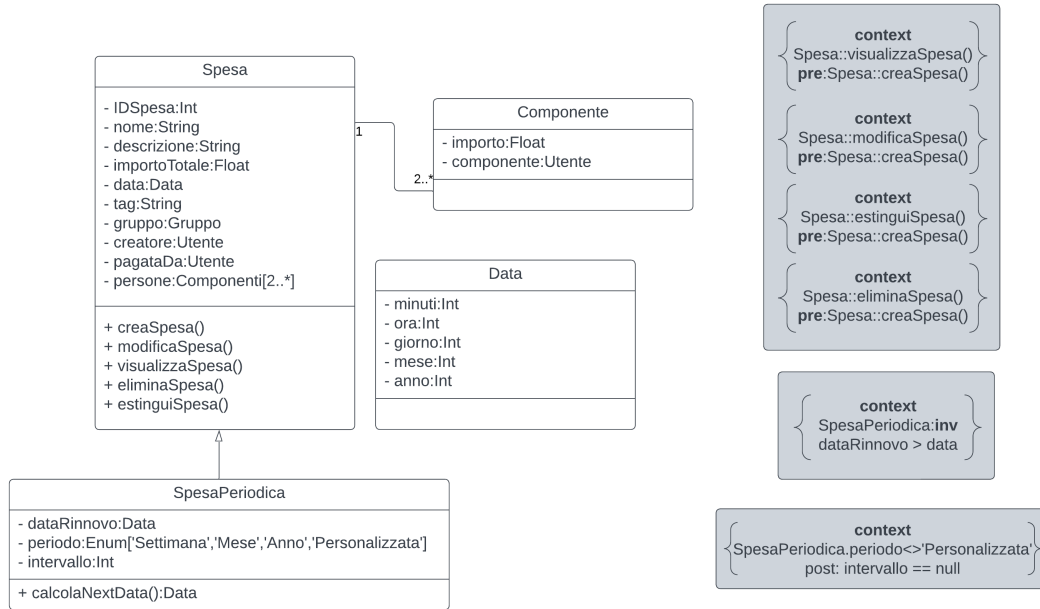 Spesa
- IDSpesa:Int
- nome:String
- descrizione:String
- importoTotale:Float
- data:Data
- tag:String
- gruppo:Gruppo
- creatore:Utente
- pagataDa:Utente
- persone:Componenti[2..*]
+ creaSpesa()
+ modificaSpesa()
+ visualizzaSpesa()
+ eliminaSpesa()
+ estinguiSpesa()
1
2..*
Componente
- importo:Float
- componente:Utente
Data
- minuti:Int
- ora:Int
- giorno:Int
- mese:Int
- anno:Int
SpesaPeriodica
- dataRinnovo:Data
- periodo:Enum['Settimana','Mese','Anno','Personalizzata']
- intervallo:Int
+ calcolaNextData():Data
context
Spesa::visualizzaSpesa()
pre:Spesa::creaSpesa()
context
Spesa::modificaSpesa()
pre:Spesa::creaSpesa()
context
Spesa::estinguiSpesa()
pre:Spesa::creaSpesa()
context
Spesa::eliminaSpesa()
pre:Spesa::creaSpesa()
context
SpesaPeriodica:inv
dataRinnovo > data
context
SpesaPeriodica.periodo<>'Personalizzata'
post: intervallo == null